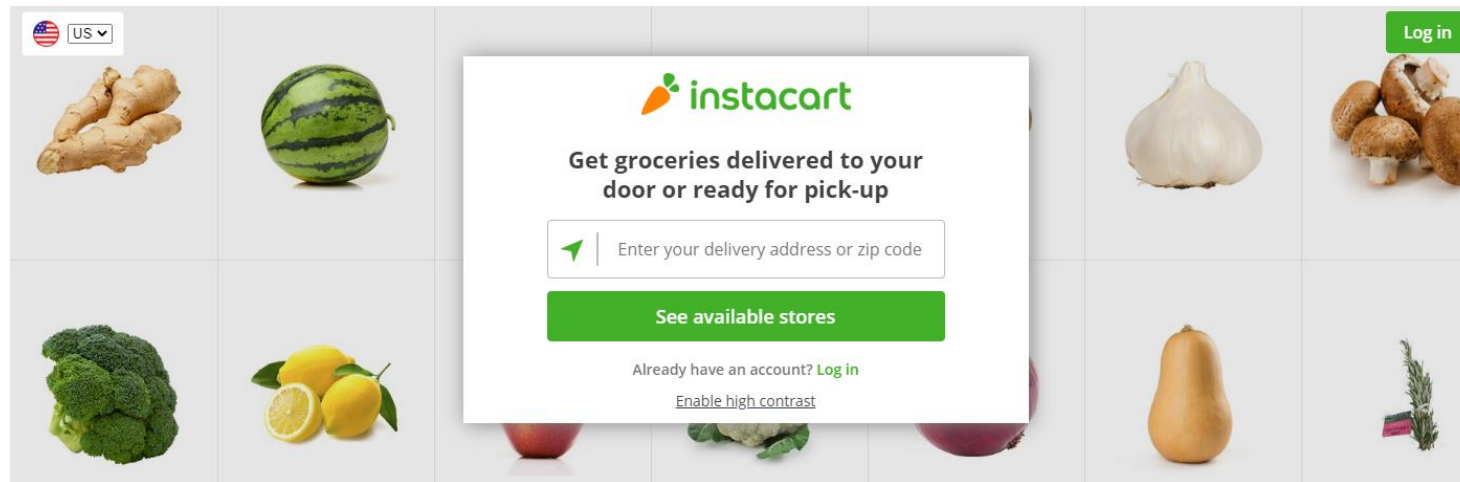 US
Log in
instacart
Get groceries delivered to your
door or ready for pick-up
Enter your delivery address or zip code
See available stores
Already have an account? Log in
Enable high contrast